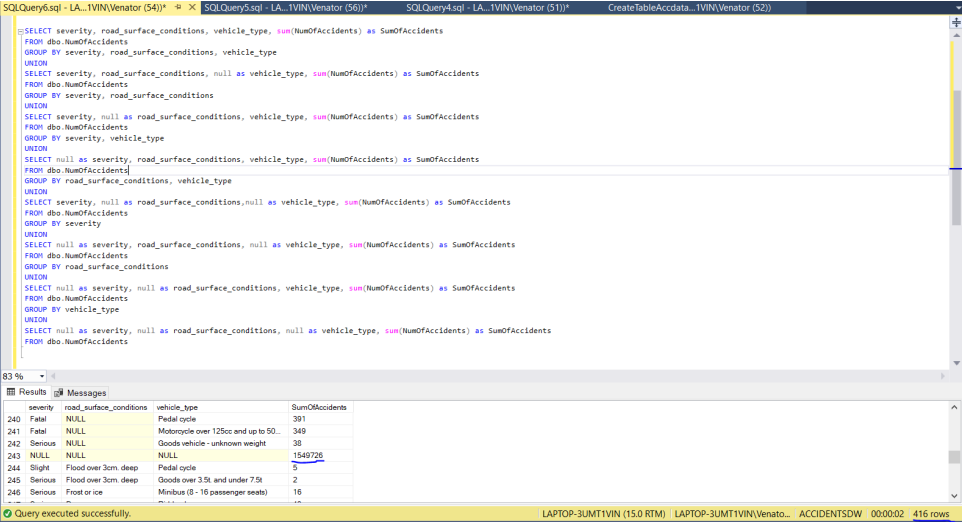 SQLQuery6.sql - LA...1VIN\Venator (54))* SQLQuery5.sql - LA...1VIN\Venator (56))* SQLQuery4.sql - LA...1VIN\Venator (51))* CreateTableAccdata...1VIN\Venator (52))
SELECT severity, road_surface_conditions, vehicle_type, sum(NumOfAccidents) as SumOfAccidents
FROM dbo.NumOfAccidents
GROUP BY severity, road_surface_conditions, vehicle_type
UNION
SELECT severity, road_surface_conditions, null as vehicle_type, sum(NumOfAccidents) as SumOfAccidents
FROM dbo.NumOfAccidents
GROUP BY severity, road_surface_conditions
UNION
SELECT severity, null as road_surface_conditions, vehicle_type, sum(NumOfAccidents) as SumOfAccidents
FROM dbo.NumOfAccidents
GROUP BY severity, vehicle_type
UNION
SELECT null as severity, road_surface_conditions, vehicle_type, sum(NumOfAccidents) as SumOfAccidents
FROM dbo.NumOfAccidents
GROUP BY road_surface_conditions, vehicle_type
UNION
SELECT severity, null as road_surface_conditions,null as vehicle_type, sum(NumOfAccidents) as SumOfAccidents
FROM dbo.NumOfAccidents
GROUP BY severity
UNION
SELECT null as severity, road_surface_conditions, null as vehicle_type, sum(NumOfAccidents) as SumOfAccidents
FROM dbo.NumOfAccidents
GROUP BY road_surface_conditions
UNION
SELECT null as severity, null as road_surface_conditions, vehicle_type, sum(NumOfAccidents) as SumOfAccidents
FROM dbo.NumOfAccidents
GROUP BY vehicle_type
UNION
SELECT null as severity, null as road_surface_conditions, null as vehicle_type, sum(NumOfAccidents) as SumOfAccidents
FROM dbo.NumOfAccidents
83 %
Results Messages
severity road_surface_conditions vehicle_type SumOfAccidents
240 Fatal NULL Pedal cycle 391
241 Fatal NULL Motorcycle over 125cc and up to 50... 349
242 Serious NULL Goods vehicle - unknown weight 38
243 NULL NULL NULL 1549726
244 Slight Flood over 3cm. deep Pedal cycle 5
245 Serious Flood over 3cm. deep Goods over 3.5t. and under 7.5t 2
246 Serious Frost or ice Minibus (8 - 16 passenger seats) 16
Query executed successfully. LAPTOP-3UMT1VIN (15.0 RTM) LAPTOP-3UMT1VIN\Venato... ACCIDENTSDW 00:00:02 416 rows